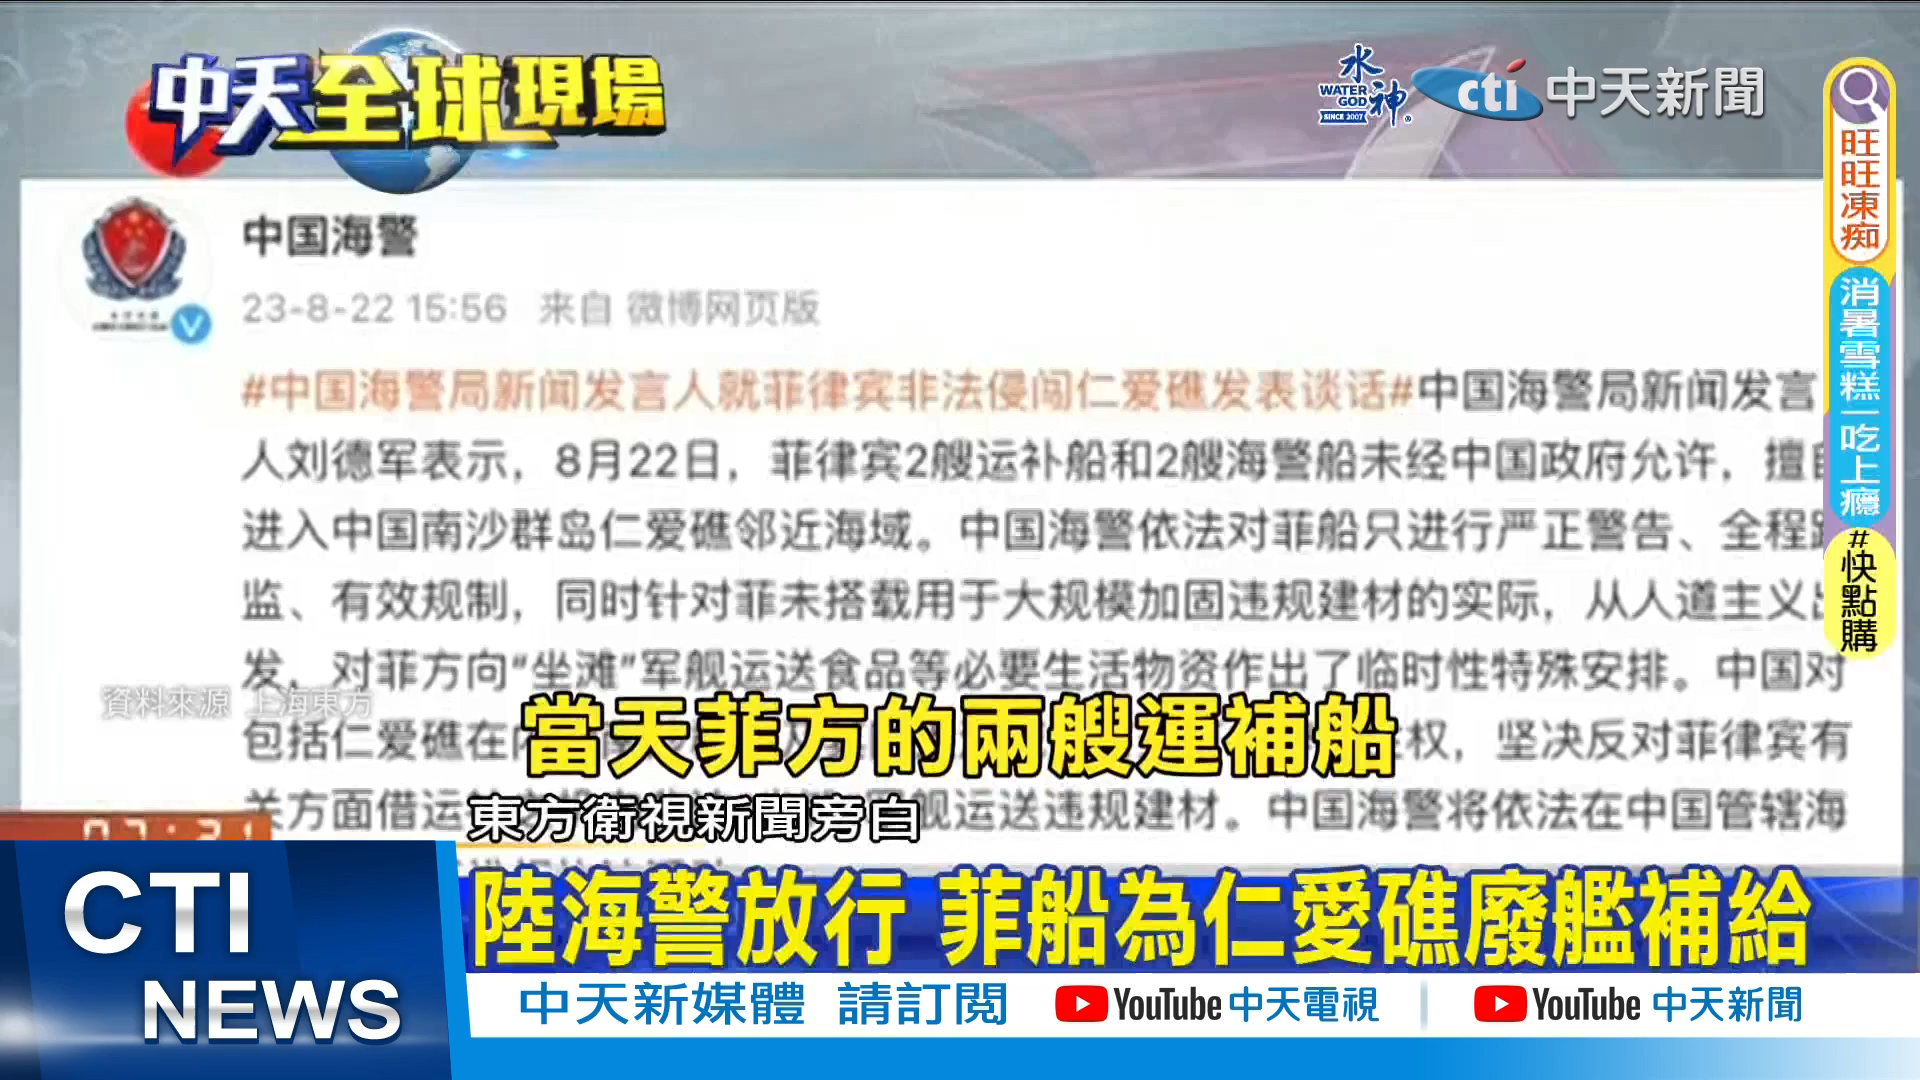 中天全球現場
水神
WATER GOD
SINCE 2007
cti 中天新聞
旺旺凍痴
消暑雪糕一吃上癮
#快點購
中国海警
23-8-22 15:56 来自 微博网页版
#中国海警局新闻发言人就菲律宾非法侵闯仁爱礁发表谈话#中国海警局新闻发言
人刘德军表示，8月22日，菲律宾2艘运补船和2艘海警船未经中国政府允许，擅自
进入中国南沙群岛仁爱礁邻近海域。中国海警依法对菲船只进行严正警告、全程
监、有效规制，同时针对菲未搭载用于大规模加固违规建材的实际，从人道主义出
发，对菲方向“坐滩”军舰运送食品等必要生活物资作出了临时性特殊安排。中国对
包括仁爱礁在内 权，坚决反对菲律宾有
关方面借运 舰运送违规建材。中国海警将依法在中国管辖海
資料來源 上海東方
當天菲方的兩艘運補船
東方衛視新聞旁白
07:31
CTI NEWS
陸海警放行 菲船為仁愛礁廢艦補給
中天新媒體 請訂閱 YouTube 中天電視 YouTube 中天新聞